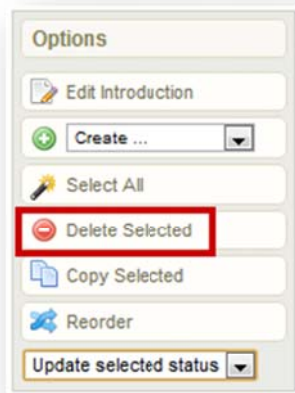 Options
Edit Introduction
Create ...
Select All
Delete Selected
Copy Selected
Reorder
Update selected status